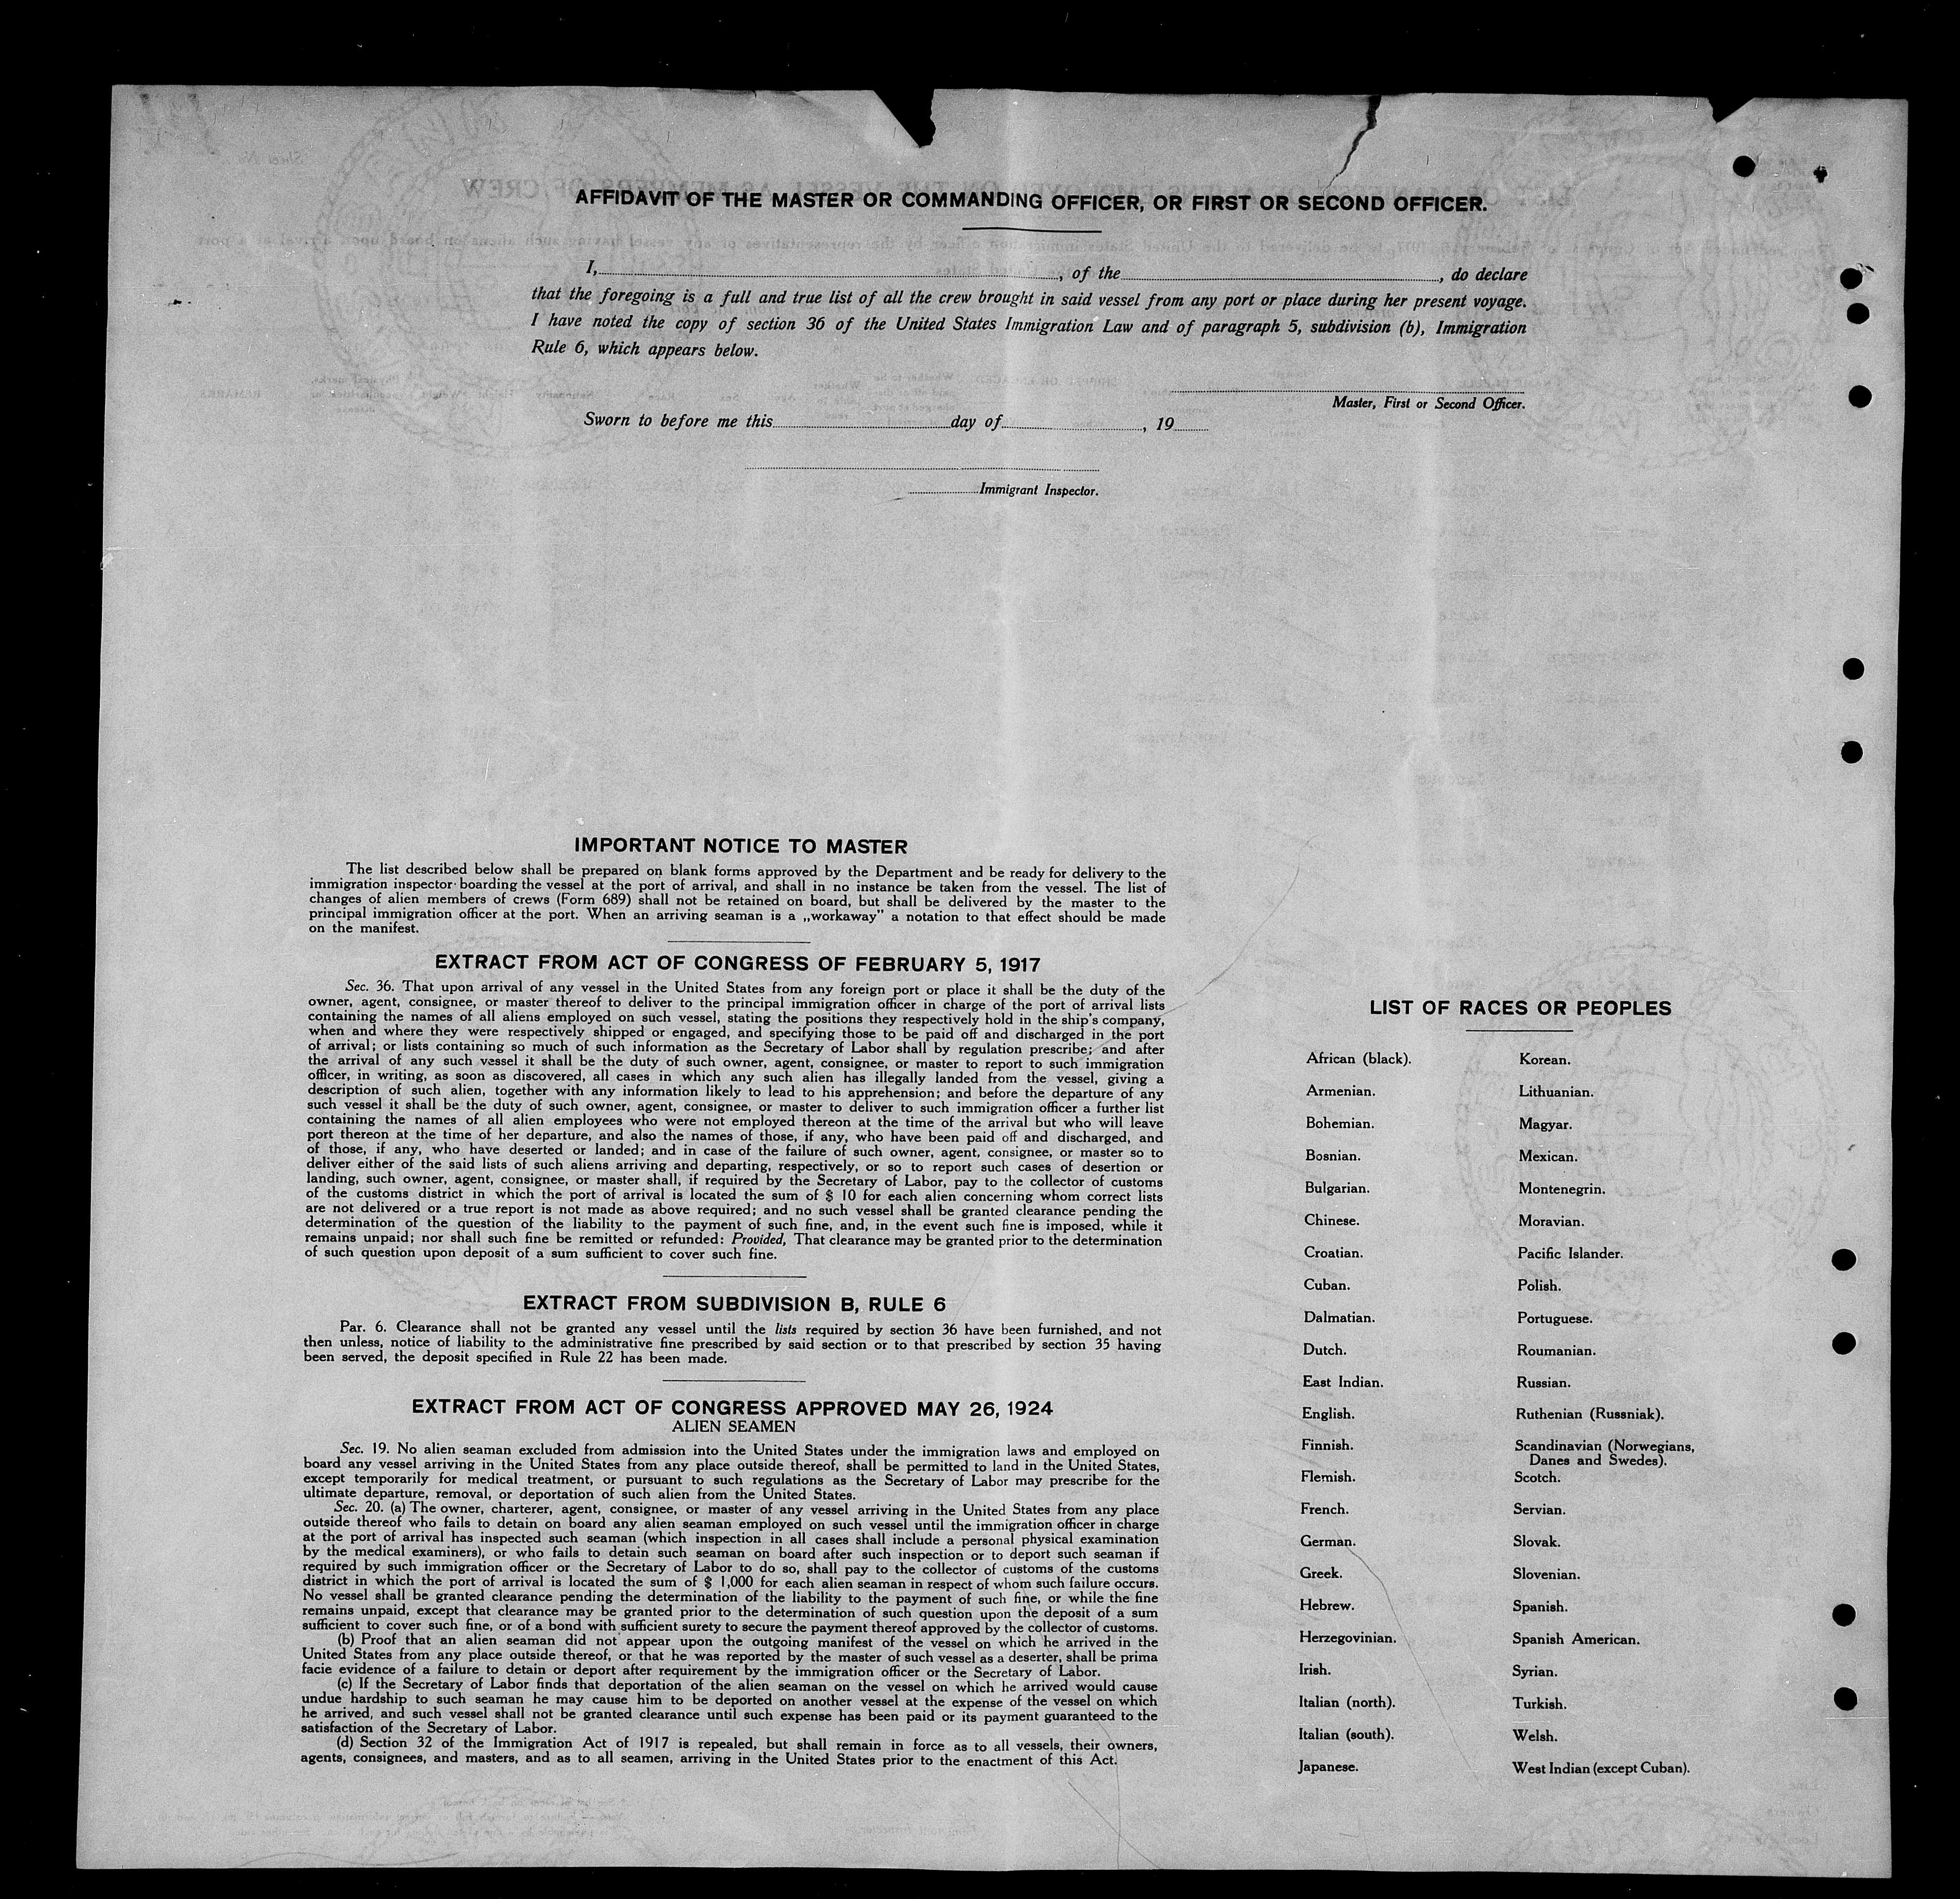 AFFIDAVIT OF THE MASTER OR COMMANDING OFFICER, OR FIRST OR SECOND OFFICER.
I, , of the , do declare
that the foregoing is a full and true list of all the crew brought in said vessel from any port or place during her present voyage.
I have noted the copy of section 36 of the United States Immigration Law and of paragraph 5, subdivision (b), Immigration
Rule 6, which appears below.
Master, First or Second Officer.
Sworn to before me this day of , 19
Immigrant Inspector.
IMPORTANT NOTICE TO MASTER
The list described below shall be prepared on blank forms approved by the Department and be ready for delivery to the
immigration inspector boarding the vessel at the port of arrival, and shall in no instance be taken from the vessel. The list of
changes of alien members of crews (Form 689) shall not be retained on board, but shall be delivered by the master to the
principal immigration officer at the port. When an arriving seaman is a „workaway” a notation to that effect should be made
on the manifest.
EXTRACT FROM ACT OF CONGRESS OF FEBRUARY 5, 1917
Sec. 36. That upon arrival of any vessel in the United States from any foreign port or place it shall be the duty of the
owner, agent, consignee, or master thereof to deliver to the principal immigration officer in charge of the port of arrival lists
containing the names of all aliens employed on such vessel, stating the positions they respectively hold in the ship's company,
when and where they were respectively shipped or engaged, and specifying those to be paid off and discharged in the port
of arrival; or lists containing so much of such information as the Secretary of Labor shall by regulation prescribe; and after
the arrival of any such vessel it shall be the duty of such owner, agent, consignee, or master to report to such immigration
officer, in writing, as soon as discovered, all cases in which any such alien has illegally landed from the vessel, giving a
description of such alien, together with any information likely to lead to his apprehension; and before the departure of any
such vessel it shall be the duty of such owner, agent, consignee, or master to deliver to such immigration officer a further list
containing the names of all alien employees who were not employed thereon at the time of the arrival but who will leave
port thereon at the time of her departure, and also the names of those, if any, who have been paid off and discharged, and
of those, if any, who have deserted or landed; and in case of the failure of such owner, agent, consignee, or master so to
deliver either of the said lists of such aliens arriving and departing, respectively, or so to report such cases of desertion or
landing, such owner, agent, consignee, or master shall, if required by the Secretary of Labor, pay to the collector of customs
of the customs district in which the port of arrival is located the sum of $ 10 for each alien concerning whom correct lists
are not delivered or a true report is not made as above required; and no such vessel shall be granted clearance pending the
determination of the question of the liability to the payment of such fine, and, in the event such fine is imposed, while it
remains unpaid; nor shall such fine be remitted or refunded: Provided, That clearance may be granted prior to the determination
of such question upon deposit of a sum sufficient to cover such fine.
EXTRACT FROM SUBDIVISION B, RULE 6
Par. 6. Clearance shall not be granted any vessel until the lists required by section 36 have been furnished, and not
then unless, notice of liability to the administrative fine prescribed by said section or to that prescribed by section 35 having
been served, the deposit specified in Rule 22 has been made.
EXTRACT FROM ACT OF CONGRESS APPROVED MAY 26, 1924
ALIEN SEAMEN
Sec. 19. No alien seaman excluded from admission into the United States under the immigration laws and employed on
board any vessel arriving in the United States from any place outside thereof, shall be permitted to land in the United States,
except temporarily for medical treatment, or pursuant to such regulations as the Secretary of Labor may prescribe for the
ultimate departure, removal, or deportation of such alien from the United States.
Sec. 20. (a) The owner, charterer, agent, consignee, or master of any vessel arriving in the United States from any place
outside thereof who fails to detain on board any alien seaman employed on such vessel until the immigration officer in charge
at the port of arrival has inspected such seaman (which inspection in all cases shall include a personal physical examination
by the medical examiners), or who fails to detain such seaman on board after such inspection or to deport such seaman if
required by such immigration officer or the Secretary of Labor to do so, shall pay to the collector of customs of the customs
district in which the port of arrival is located the sum of $ 1,000 for each alien seaman in respect of whom such failure occurs.
No vessel shall be granted clearance pending the determination of the liability to the payment of such fine, or while the fine
remains unpaid, except that clearance may be granted prior to the determination of such question upon the deposit of a sum
sufficient to cover such fine, or of a bond with sufficient surety to secure the payment thereof approved by the collector of customs.
(b) Proof that an alien seaman did not appear upon the outgoing manifest of the vessel on which he arrived in the
United States from any place outside thereof, or that he was reported by the master of such vessel as a deserter, shall be prima
facie evidence of a failure to detain or deport after requirement by the immigration officer or the Secretary of Labor.
(c) If the Secretary of Labor finds that deportation of the alien seaman on the vessel on which he arrived would cause
undue hardship to such seaman he may cause him to be deported on another vessel at the expense of the vessel on which
he arrived, and such vessel shall not be granted clearance until such expense has been paid or its payment guaranteed to the
satisfaction of the Secretary of Labor.
(d) Section 32 of the Immigration Act of 1917 is repealed, but shall remain in force as to all vessels, their owners,
agents, consignees, and masters, and as to all seamen, arriving in the United States prior to the enactment of this Act.
LIST OF RACES OR PEOPLES
African (black).
Armenian.
Bohemian.
Bosnian.
Bulgarian.
Chinese.
Croatian.
Cuban.
Dalmatian.
Dutch.
East Indian.
English.
Finnish.
Flemish.
French.
German.
Greek.
Hebrew.
Herzegovinian.
Irish.
Italian (north).
Italian (south).
Japanese.
Korean.
Lithuanian.
Magyar.
Mexican.
Montenegrin.
Moravian.
Pacific Islander.
Polish.
Portuguese.
Roumanian.
Russian.
Ruthenian (Russniak).
Scandinavian (Norwegians,
Danes and Swedes).
Scotch.
Servian.
Slovak.
Slovenian.
Spanish.
Spanish American.
Syrian.
Turkish.
Welsh.
West Indian (except Cuban).